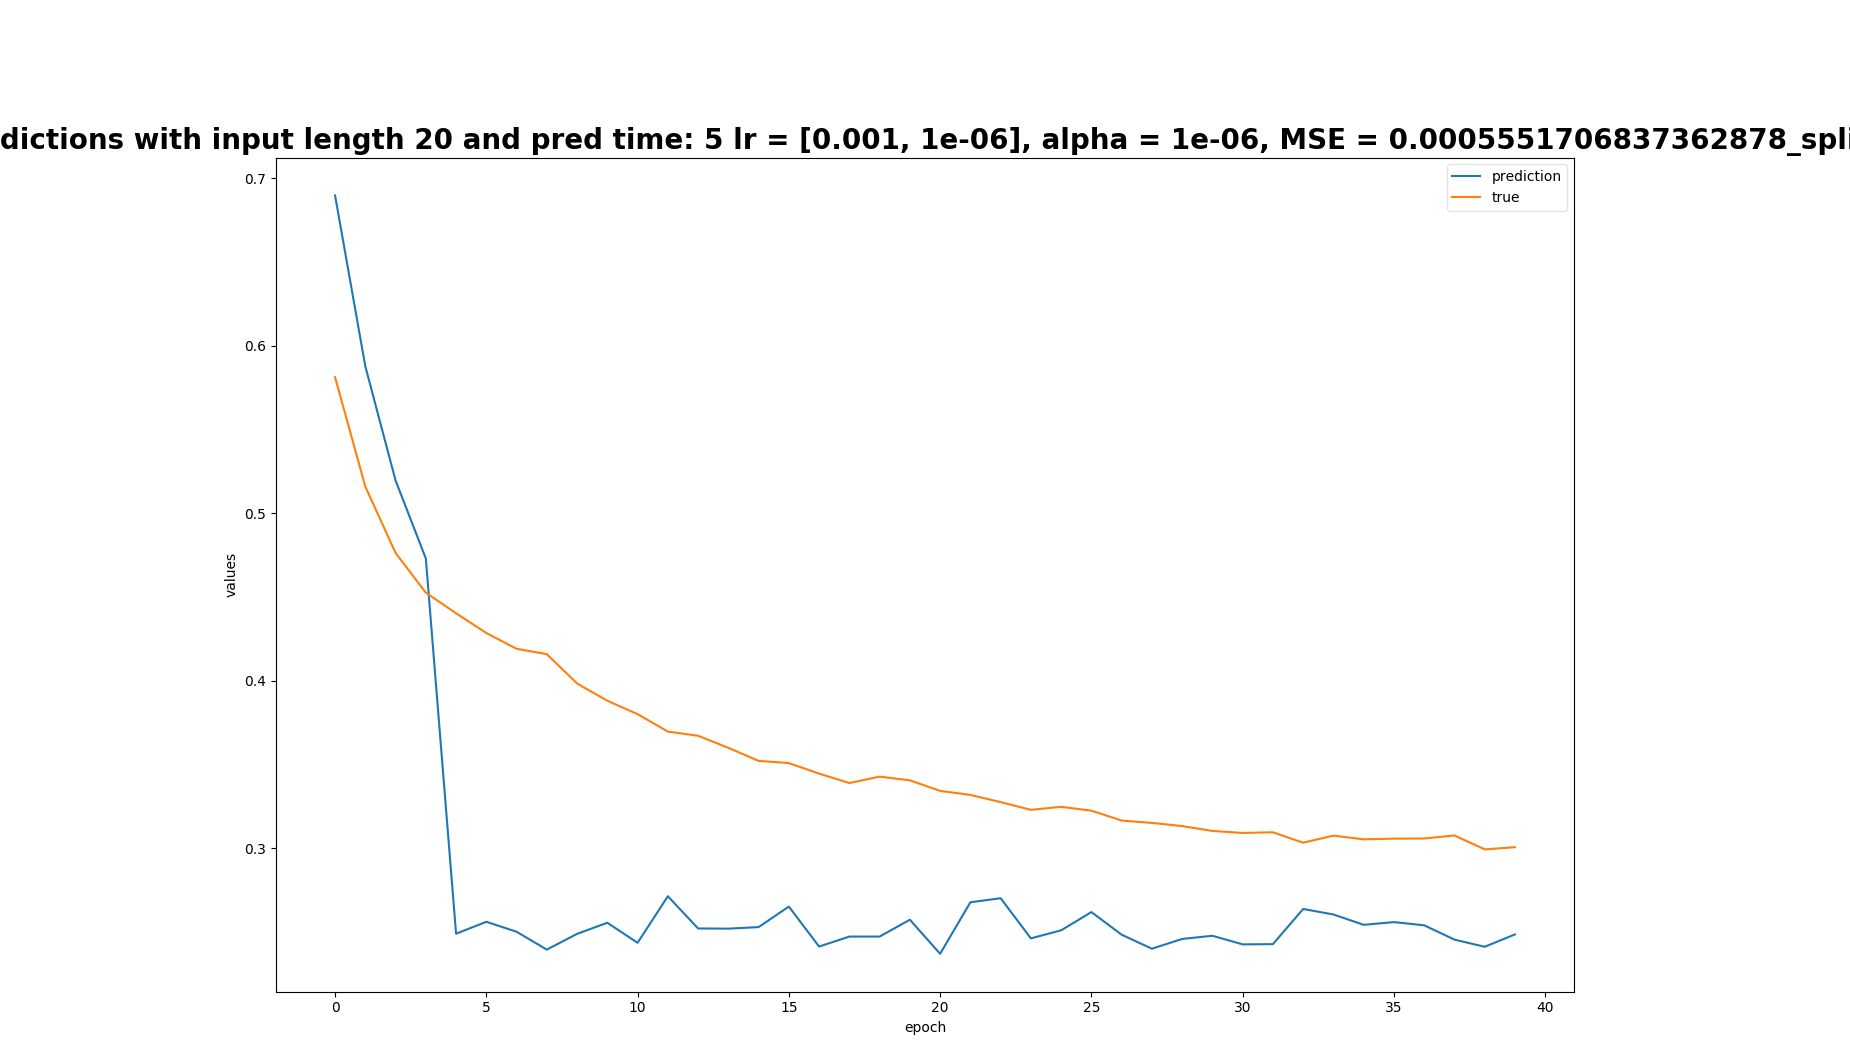 dictions with input length 20 and pred time: 5 lr = [0.001, 1e-06], alpha = 1e-06, MSE = 0.0005551706837362878_spli
prediction
true
0.7
0.6
0.5
0.4
0.3
values
0 5 10 15 20 25 30 35 40
epoch